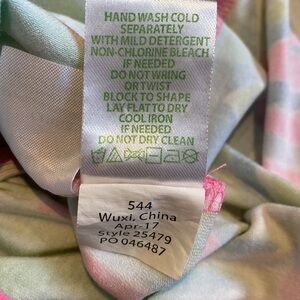 HAND WASH COLD
SEPARATELY
WITH MILD DETERGENT
NON-CHLORINE BLEACH
IF NEEDED
DO NOT WRING
OR TWIST
BLOCK TO SHAPE
LAY FLAT TO DRY
COOL IRON
IF NEEDED
DO NOT DRY CLEAN
544
Wuxi, China
Apr-17
Style 25479
PO 046487